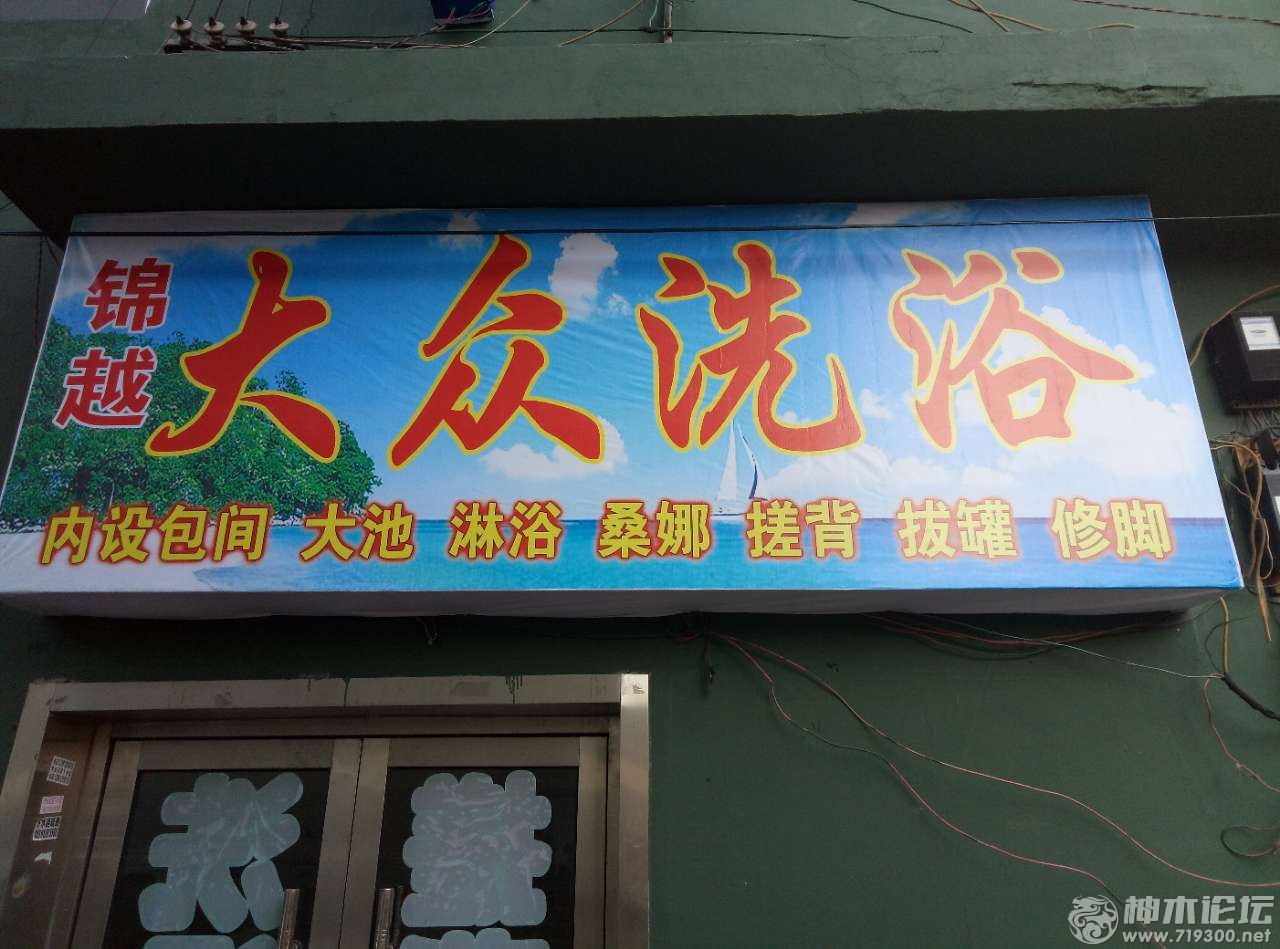 锦越
大众洗浴
内设包间 大池 淋浴 桑娜 搓背 拔罐 修脚
神木论坛
www.719300.net